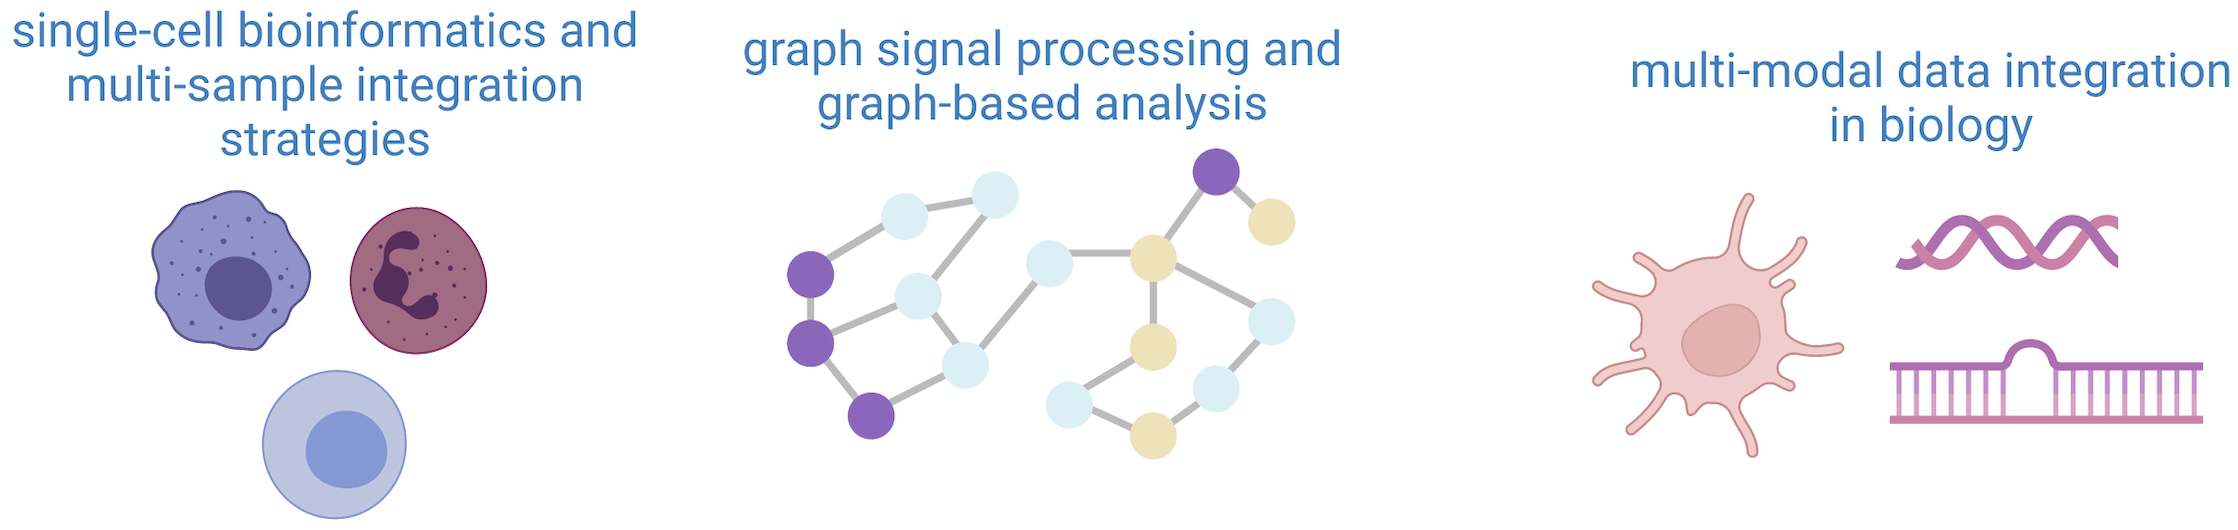 single-cell bioinformatics and
multi-sample integration
strategies
graph signal processing and
graph-based analysis
multi-modal data integration
in biology